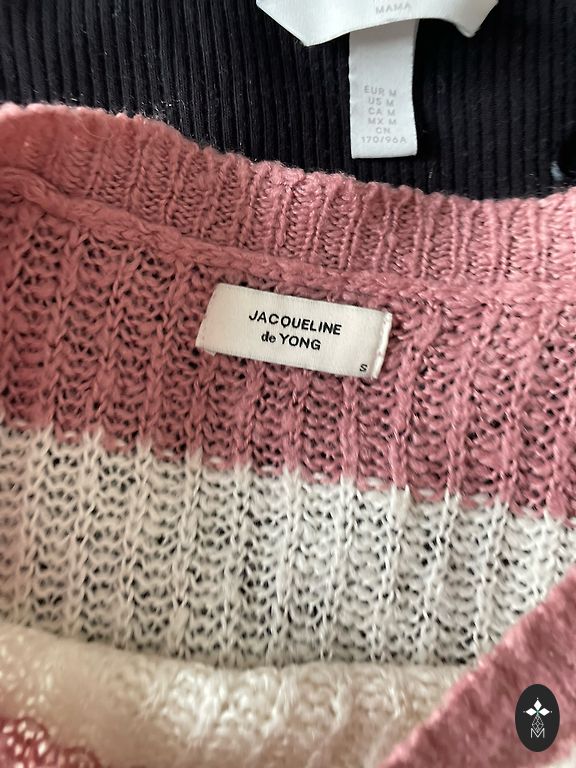 MAMA
EUR M
US M
CA M
MX M
CN
170/96A
JACQUELINE
de YONG
S
M